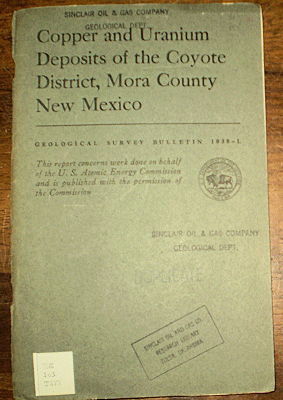 SINCLAIR OIL & GAS COMPANY
GEOLOGICAL DEPT.
Copper and Uranium
Deposits of the Coyote
District, Mora County
New Mexico
GEOLOGICAL SURVEY BULLETIN 1030-L
This report concerns work done on behalf
of the U. S. Atomic Energy Commission
and is published with the permission of
the Commission
SINCLAIR OIL & GAS COMPANY
GEOLOGICAL DEPT.
DUPLICATE
SINCLAIR OIL AND GAS CO.
RESEARCH LIBRARY
TULSA, OKLAHOMA